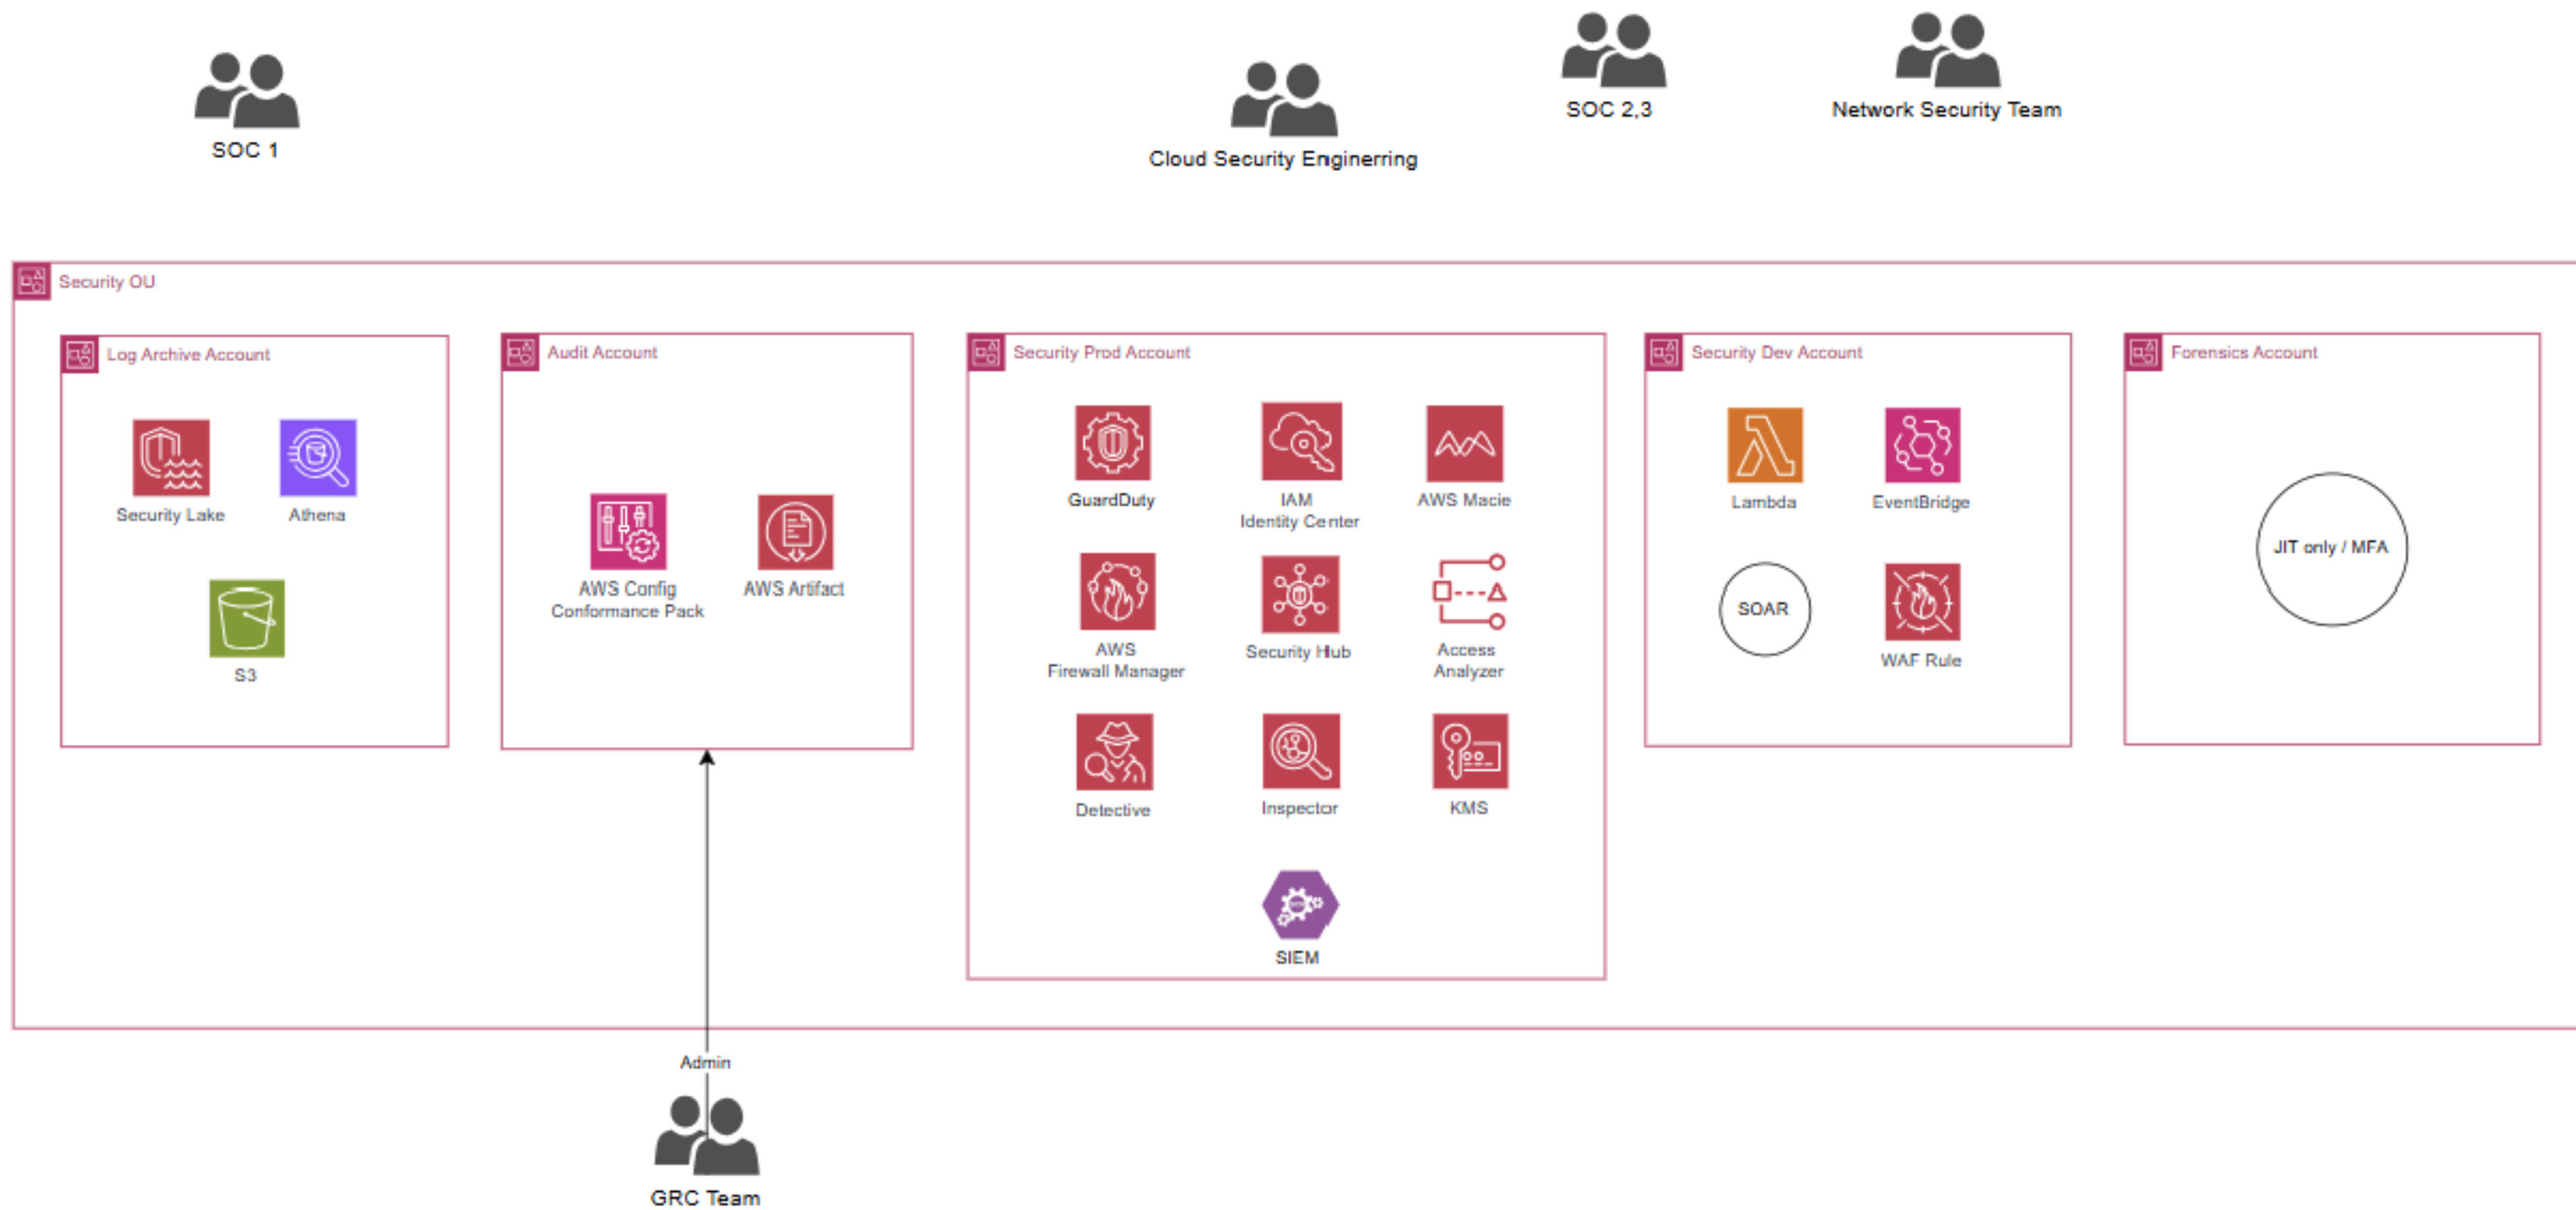 SOC 1
Cloud Security Enginerring
SOC 2,3
Network Security Team
Security OU
Log Archive Account
Security Lake
Athena
S3
Audit Account
AWS Config
Conformance Pack
AWS Artifact
Security Prod Account
GuardDuty
IAM
Identity Center
AWS Macie
AWS
Firewall Manager
Security Hub
Access
Analyzer
Detective
Inspector
KMS
SIEM
Security Dev Account
Lambda
EventBridge
SOAR
WAF Rule
Forensics Account
JIT only / MFA
Admin
GRC Team